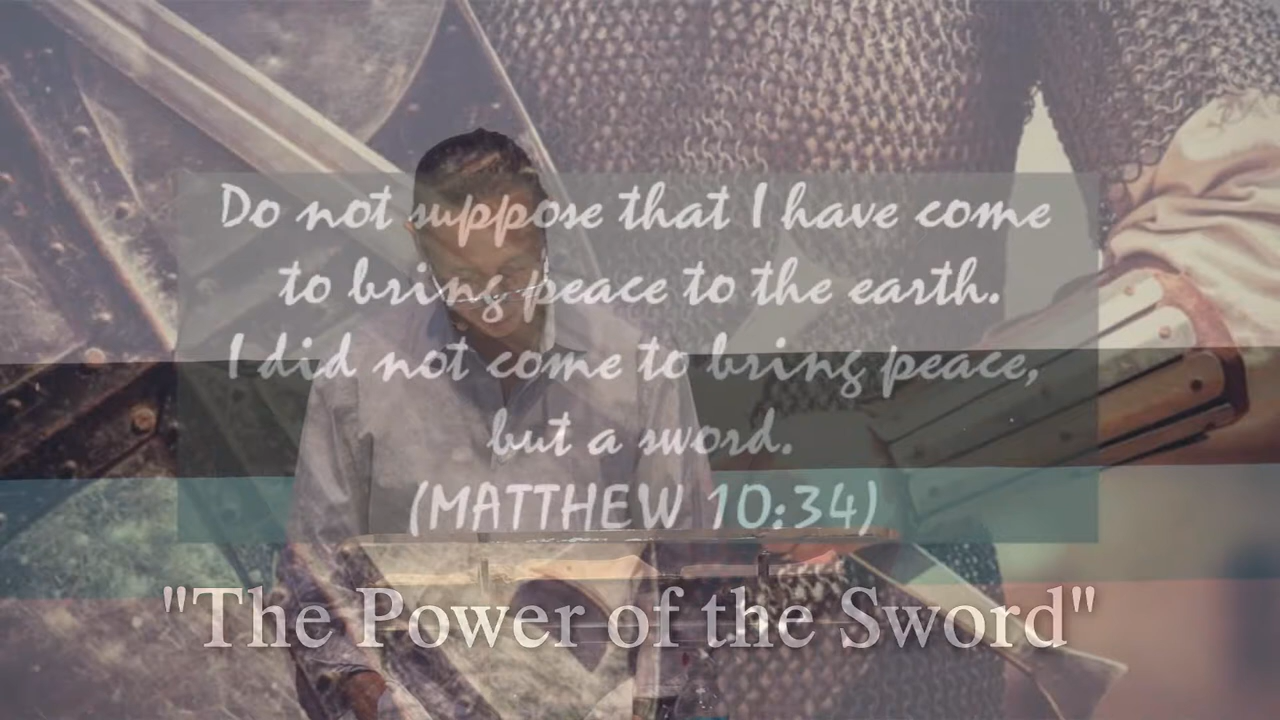 Do not suppose that I have come
to bring peace to the earth.
I did not come to bring peace,
but a sword.
(MATTHEW 10:34)
"The Power of the Sword"